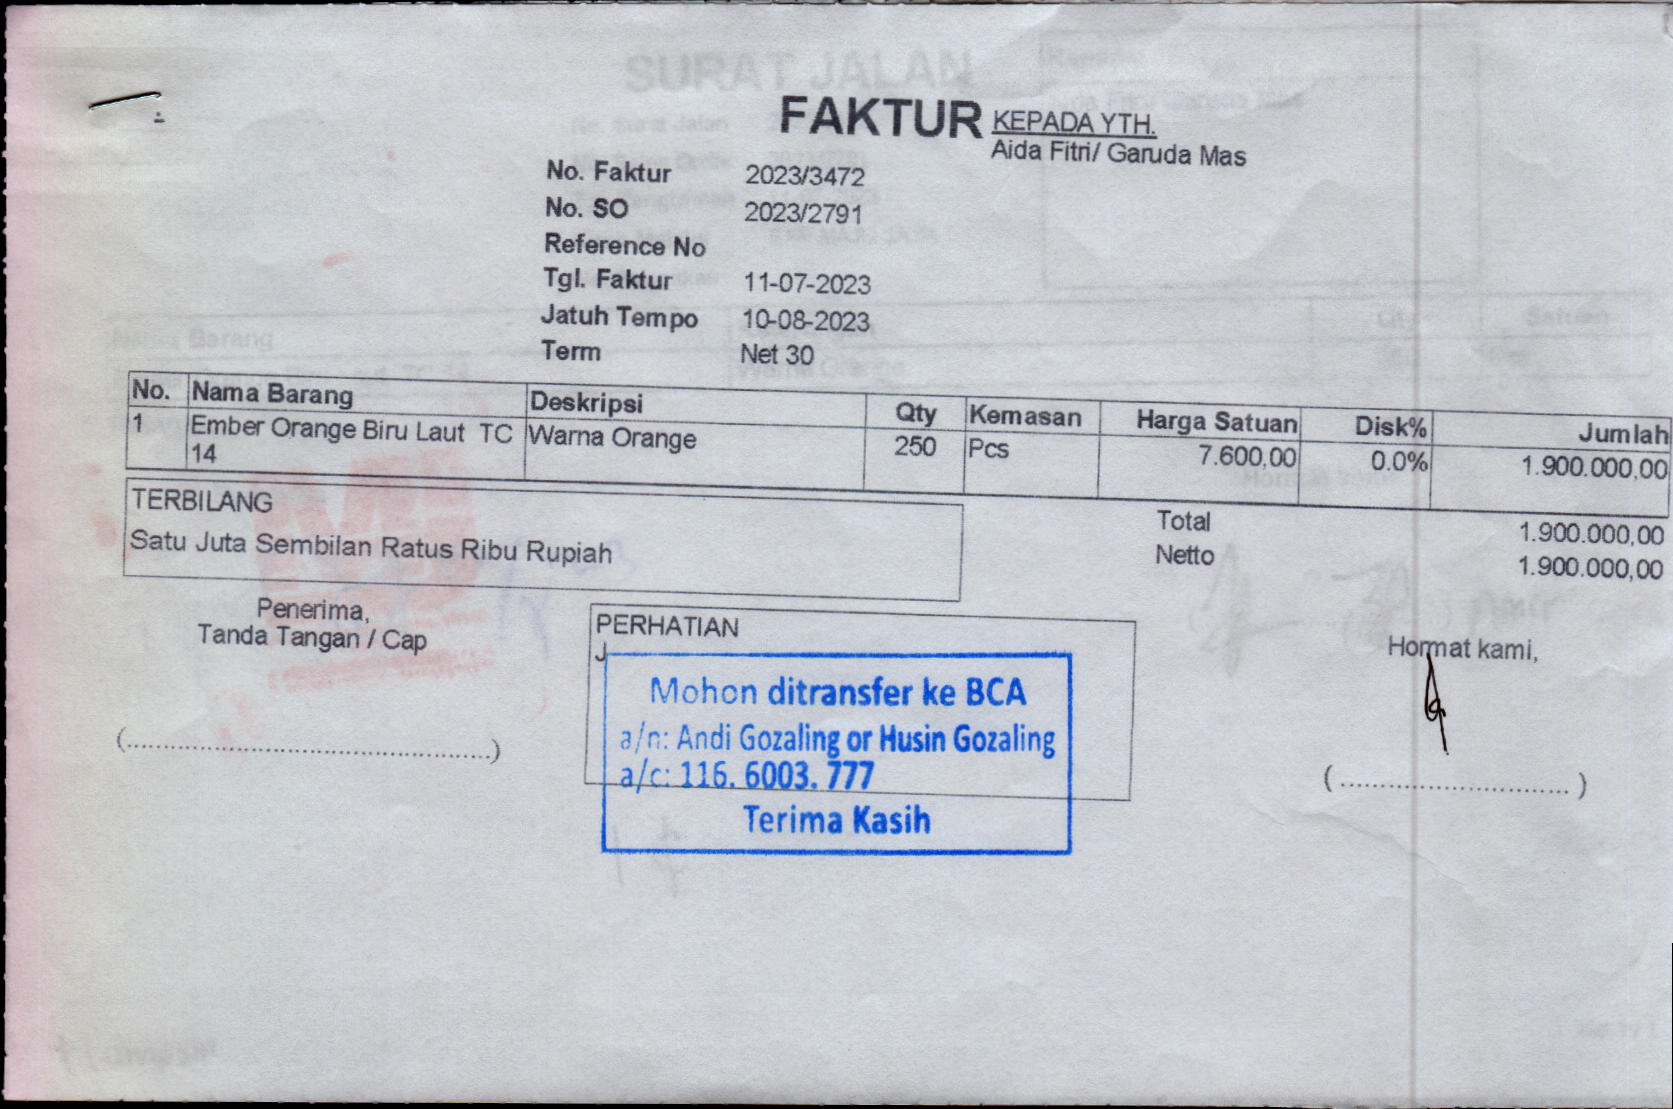 FAKTUR
KEPADA YTH.
Aida Fitri/ Garuda Mas
No. Faktur 2023/3472
No. SO 2023/2791
Reference No
Tgl. Faktur 11-07-2023
Jatuh Tempo 10-08-2023
Term Net 30
No. Nama Barang Deskripsi Qty Kemasan Harga Satuan Disk% Jumlah
1 Ember Orange Biru Laut TC Warna Orange 250 Pcs 7.600,00 0.0% 1.900.000,00
14
TERBILANG
Satu Juta Sembilan Ratus Ribu Rupiah
Total 1.900.000,00
Netto 1.900.000,00
Penerima,
Tanda Tangan / Cap
(..............................................)
PERHATIAN
J
Mohon ditransfer ke BCA
a/n: Andi Gozaling or Husin Gozaling
a/c: 116. 6003. 777
Terima Kasih
Hormat kami,
( ............................. )
SURAT JALAN